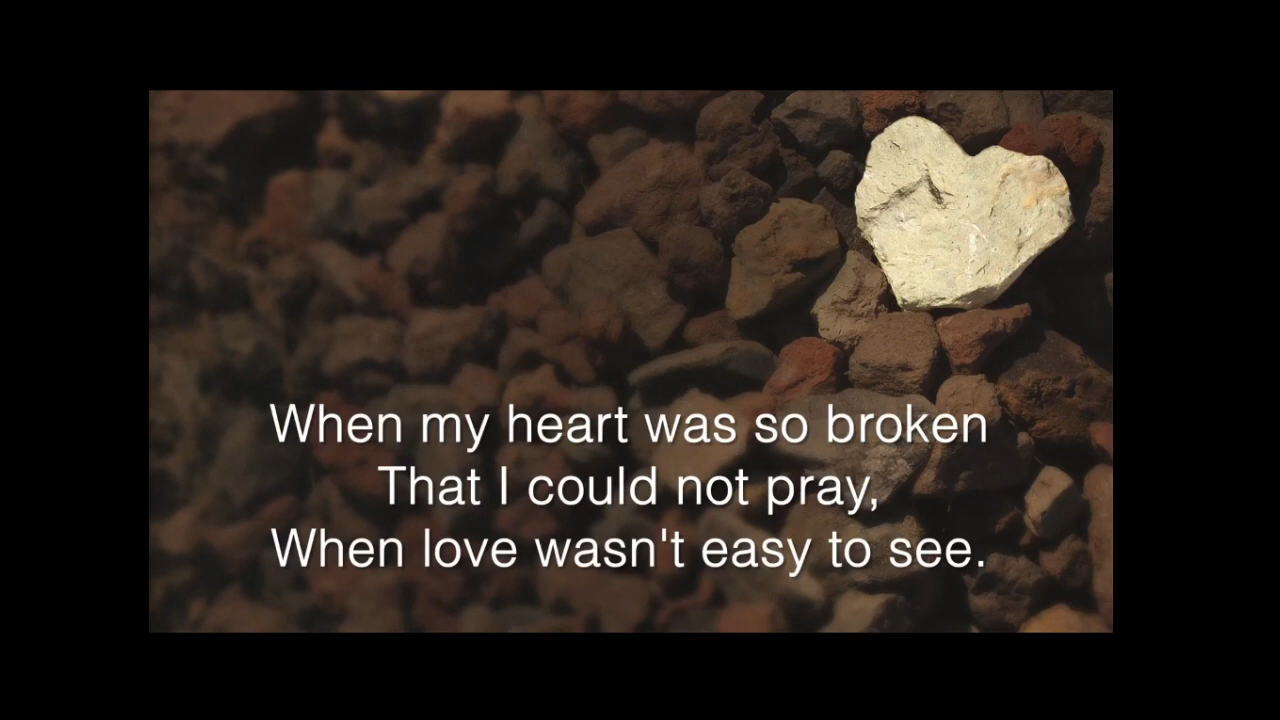 When my heart was so broken
That I could not pray,
When love wasn't easy to see.